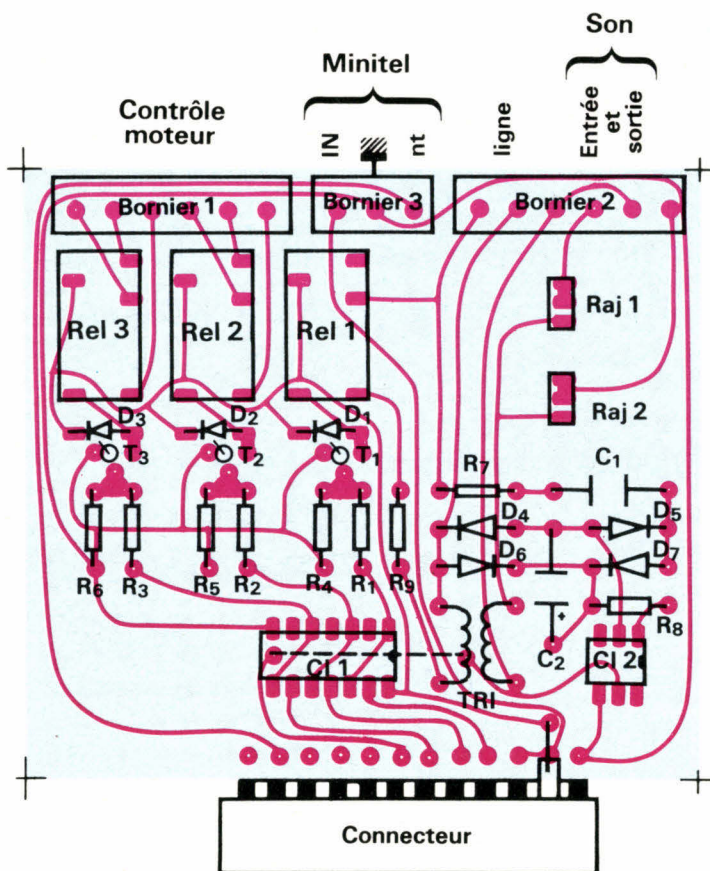 Son
Minitel
Contrôle
moteur
IN
nt
ligne
Entrée
et
sortie
Bornier 1
Bornier 3
Bornier 2
Rel 3
Rel 2
Rel 1
Raj 1
Raj 2
D3
D2
D1
T3
T2
T1
R7
C1
D4
D5
D6
D7
R6
R3
R5
R2
R4
R1
R9
+
C2
R8
CI 1
CI 2
TRI
Connecteur